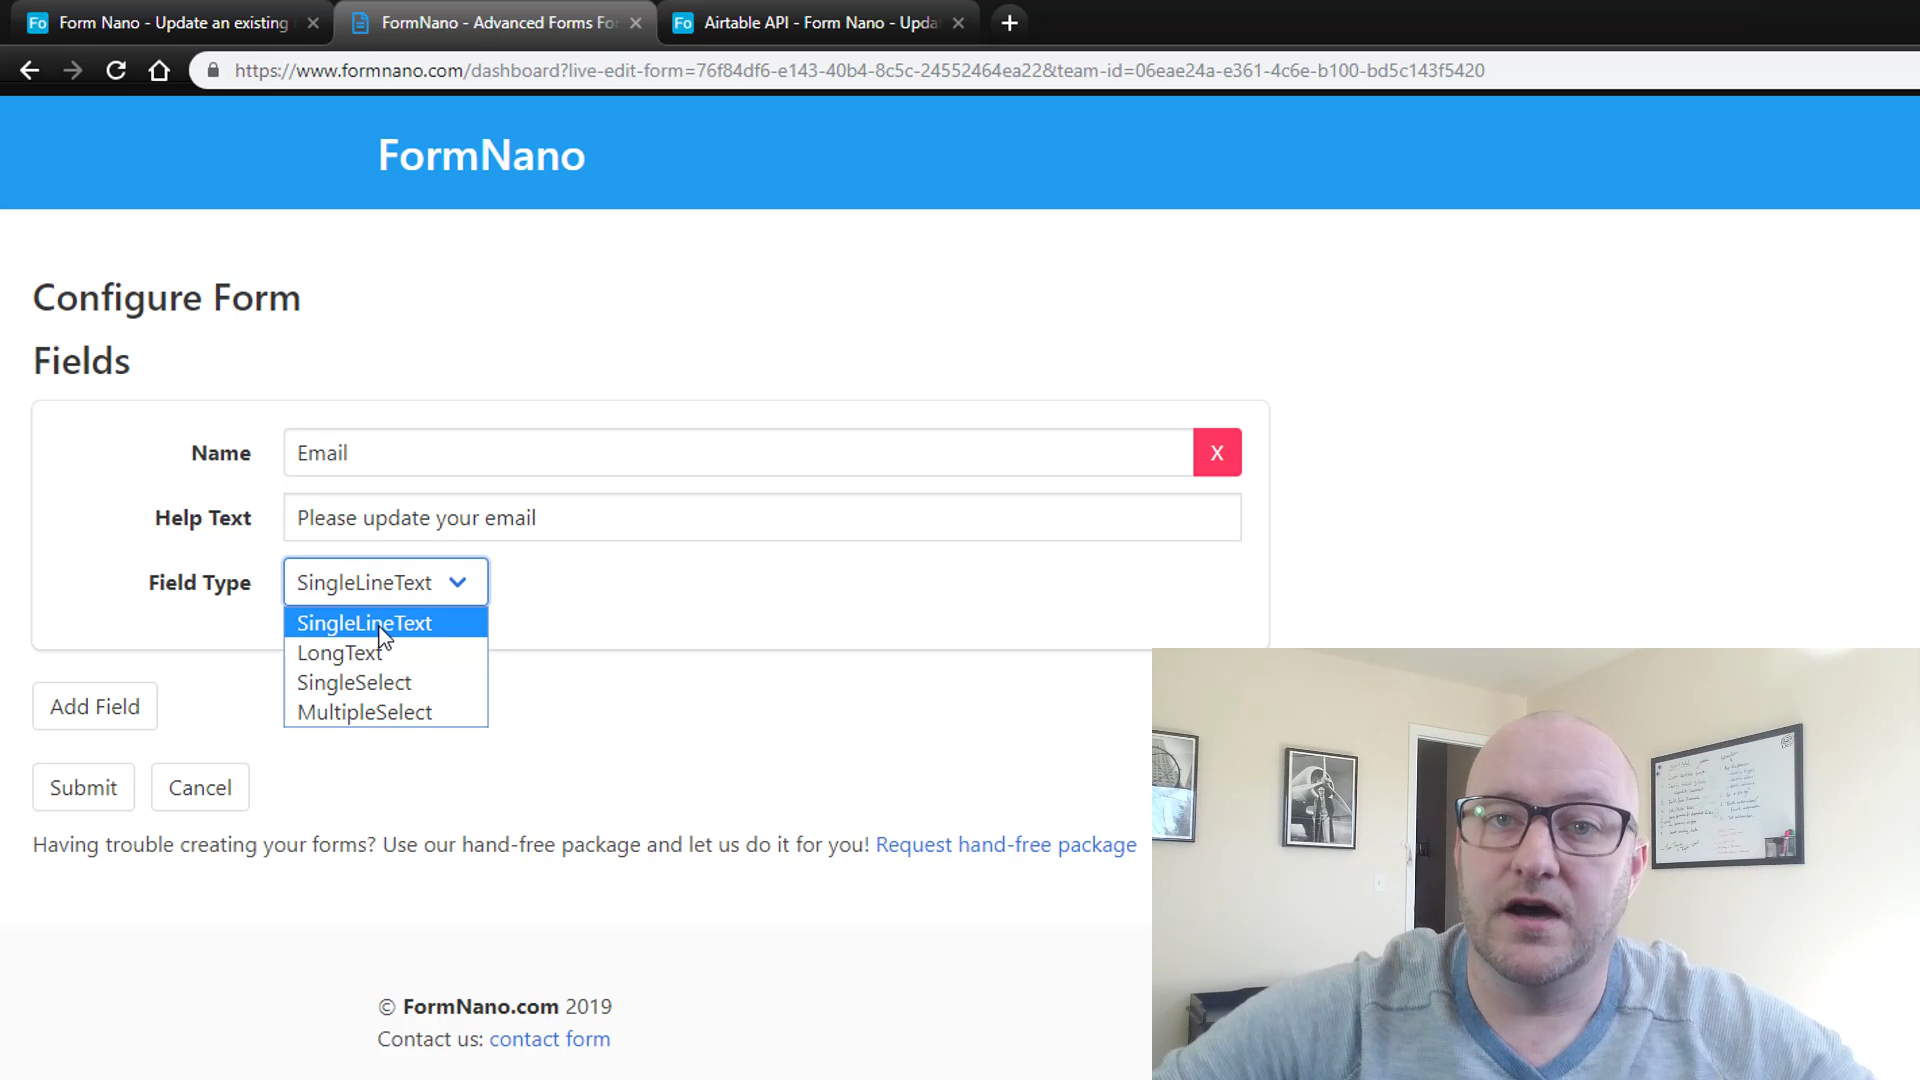 Form Nano - Update an existing
FormNano - Advanced Forms Fo
Airtable API - Form Nano - Upda
https://www.formnano.com/dashboard?live-edit-form=76f84df6-e143-40b4-8c5c-24552464ea22&team-id=06eae24a-e361-4c6e-b100-bd5c143f5420
FormNano
Configure Form
Fields
Name Email X
Help Text Please update your email
Field Type SingleLineText
SingleLineText
LongText
SingleSelect
MultipleSelect
Add Field
Submit Cancel
Having trouble creating your forms? Use our hand-free package and let us do it for you! Request hand-free package
© FormNano.com 2019
Contact us: contact form